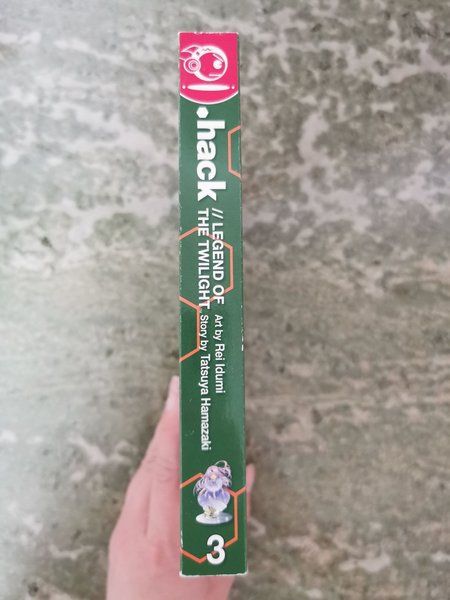 .hack
// LEGEND OF
THE TWILIGHT
Art by Rei Idumi
Story by Tatsuya Hamazaki
3